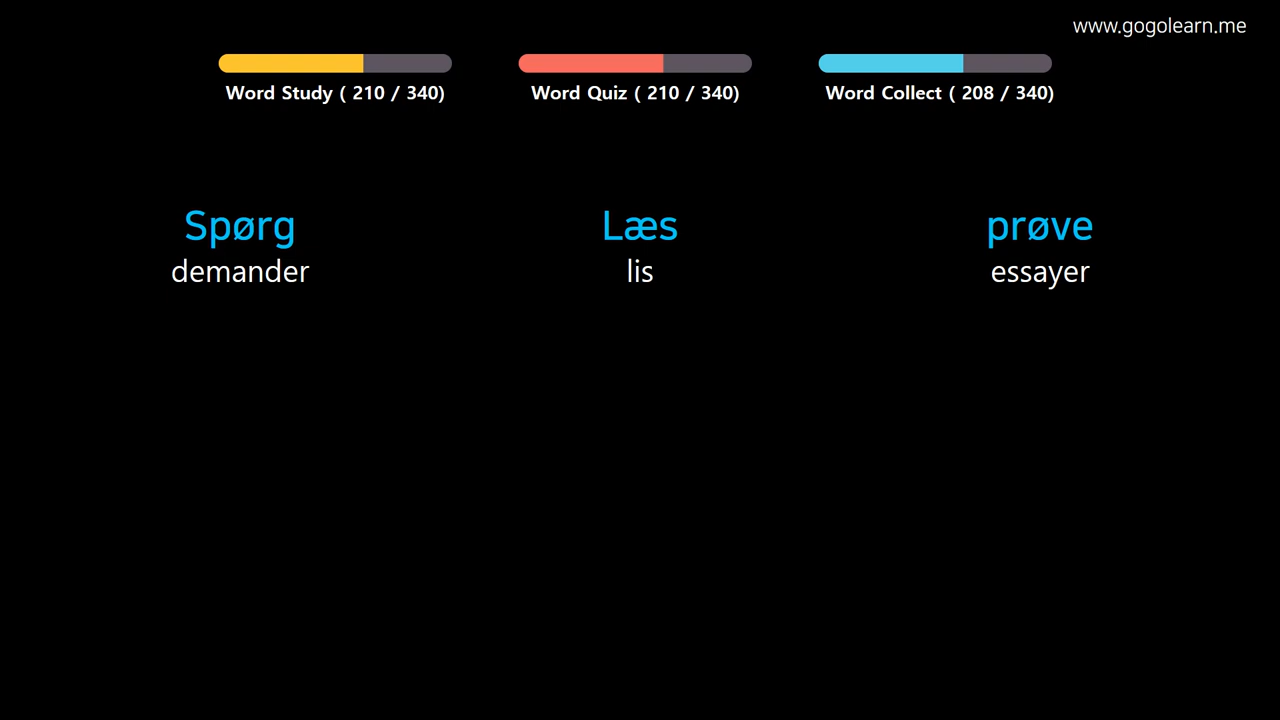 www.gogolearn.me
Word Study ( 210 / 340)
Word Quiz ( 210 / 340)
Word Collect ( 208 / 340)
Spørg
demander
Læs
lis
prøve
essayer